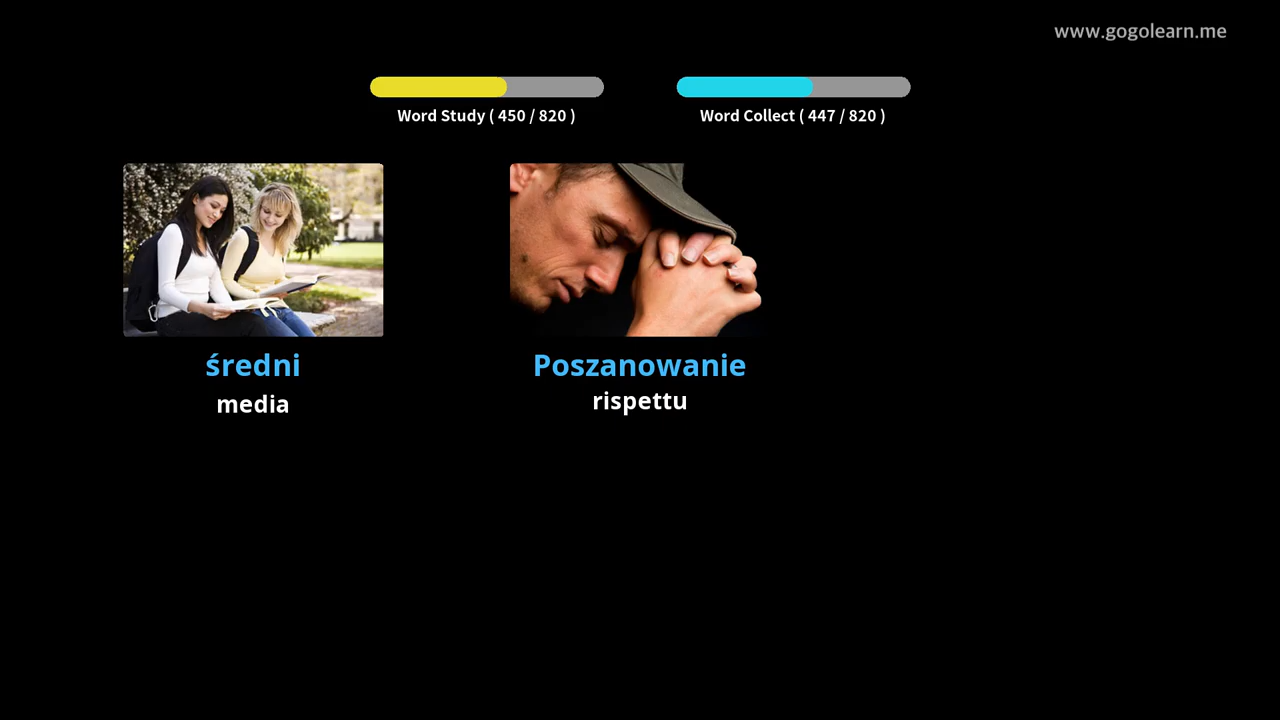 www.gogolearn.me
Word Study ( 450 / 820 )
Word Collect ( 447 / 820 )
średni
media
Poszanowanie
rispettu